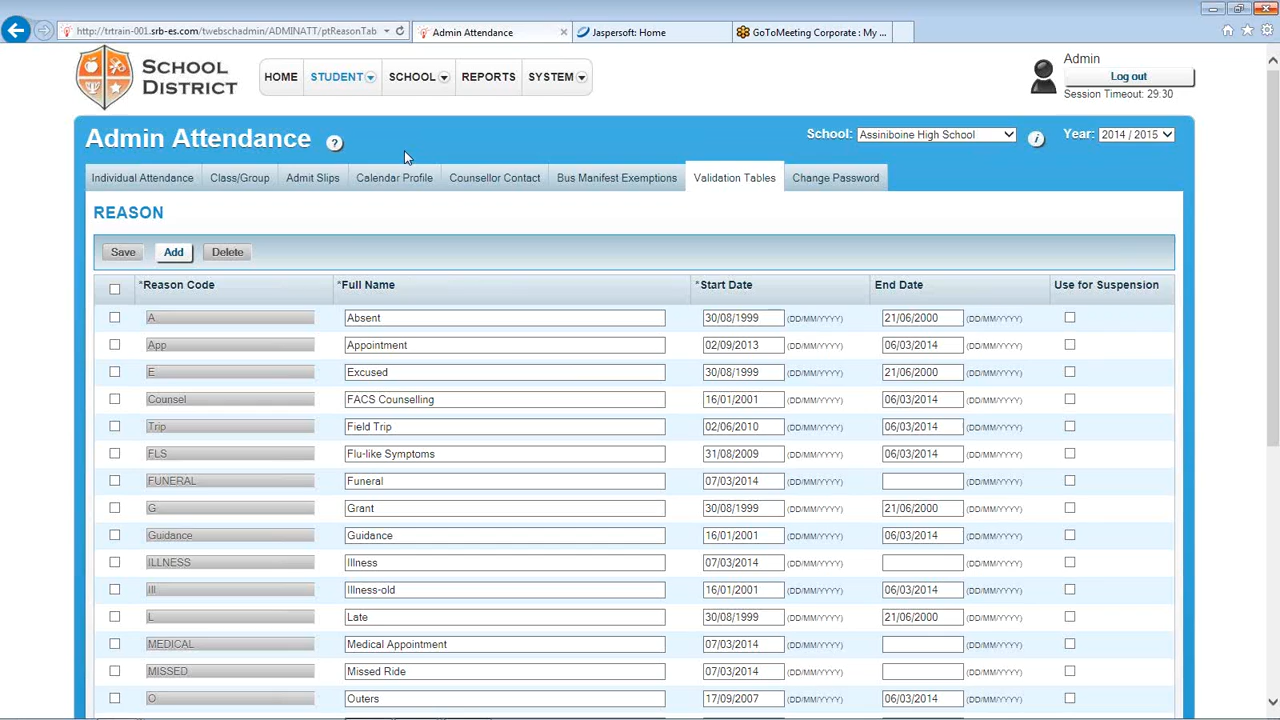 http://trtrain-001.srb-es.com/twebschadmin/ADMINATT/ptReasonTab
Admin Attendance
Jaspersoft: Home
GoToMeeting Corporate : My ...
SCHOOL
DISTRICT
HOME STUDENT SCHOOL REPORTS SYSTEM
Admin
Log out
Session Timeout: 29:30
Admin Attendance ?
School: Assiniboine High School i Year: 2014 / 2015
Individual Attendance Class/Group Admit Slips Calendar Profile Counsellor Contact Bus Manifest Exemptions Validation Tables Change Password
REASON
Save Add Delete
*Reason Code *Full Name *Start Date End Date Use for Suspension
A Absent 30/08/1999 (DD/MM/YYYY) 21/06/2000 (DD/MM/YYYY)
App Appointment 02/09/2013 (DD/MM/YYYY) 06/03/2014 (DD/MM/YYYY)
E Excused 30/08/1999 (DD/MM/YYYY) 21/06/2000 (DD/MM/YYYY)
Counsel FACS Counselling 16/01/2001 (DD/MM/YYYY) 06/03/2014 (DD/MM/YYYY)
Trip Field Trip 02/06/2010 (DD/MM/YYYY) 06/03/2014 (DD/MM/YYYY)
FLS Flu-like Symptoms 31/08/2009 (DD/MM/YYYY) 06/03/2014 (DD/MM/YYYY)
FUNERAL Funeral 07/03/2014 (DD/MM/YYYY) (DD/MM/YYYY)
G Grant 30/08/1999 (DD/MM/YYYY) 21/06/2000 (DD/MM/YYYY)
Guidance Guidance 16/01/2001 (DD/MM/YYYY) 06/03/2014 (DD/MM/YYYY)
ILLNESS Illness 07/03/2014 (DD/MM/YYYY) (DD/MM/YYYY)
Ill Illness-old 16/01/2001 (DD/MM/YYYY) 06/03/2014 (DD/MM/YYYY)
L Late 30/08/1999 (DD/MM/YYYY) 21/06/2000 (DD/MM/YYYY)
MEDICAL Medical Appointment 07/03/2014 (DD/MM/YYYY) (DD/MM/YYYY)
MISSED Missed Ride 07/03/2014 (DD/MM/YYYY) (DD/MM/YYYY)
O Outers 17/09/2007 (DD/MM/YYYY) 06/03/2014 (DD/MM/YYYY)